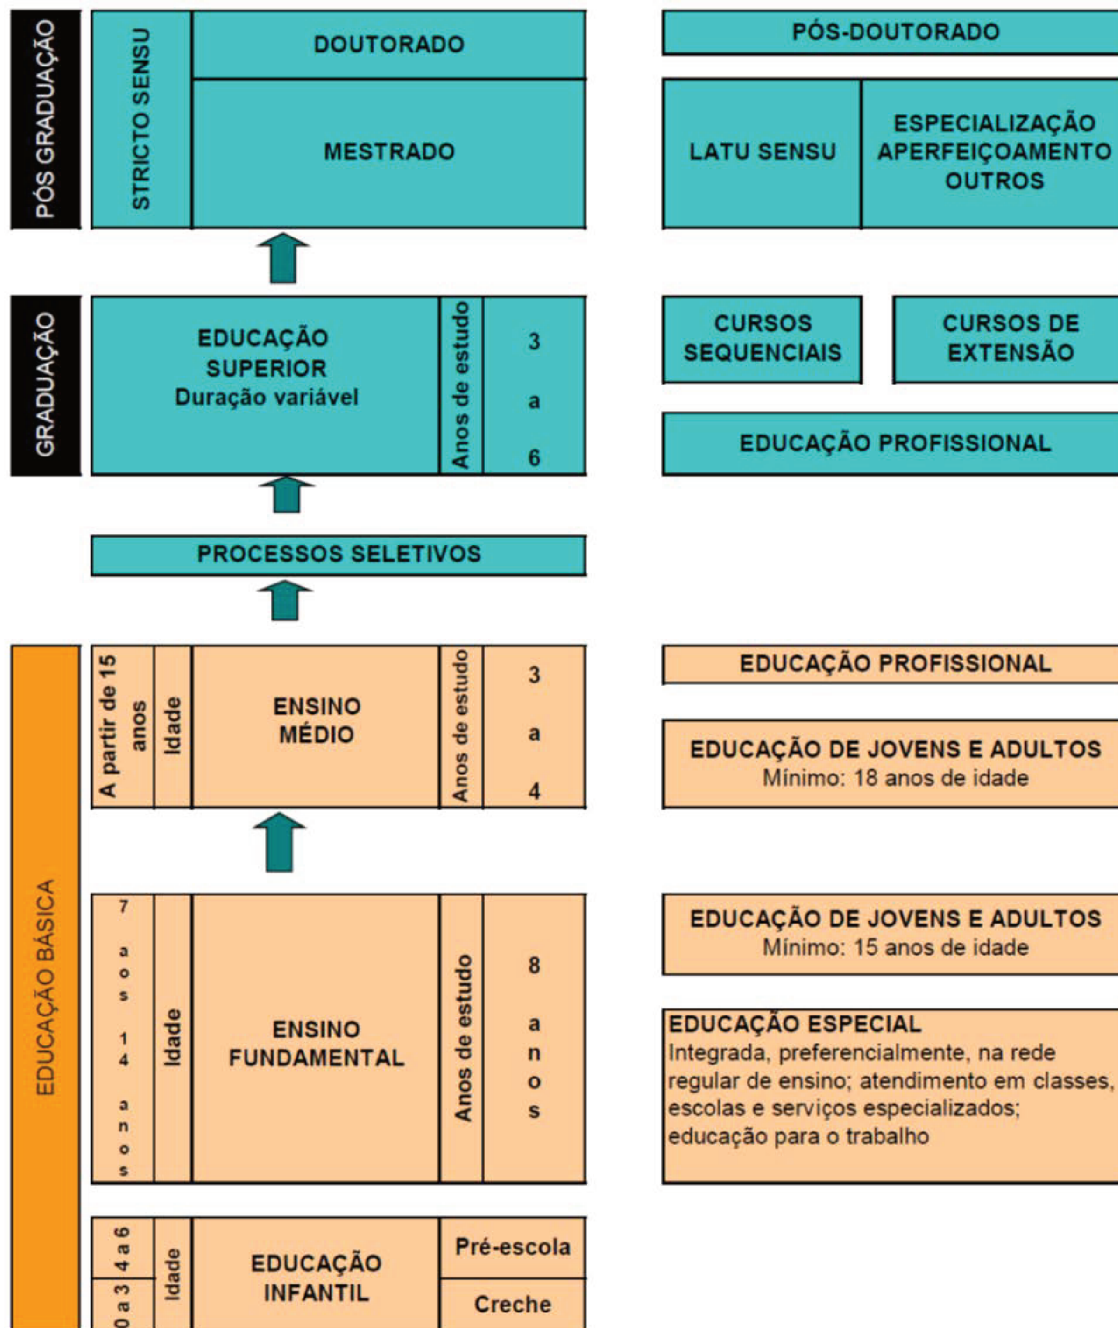 PÓS GRADUAÇÃO
STRICTO SENSU
DOUTORADO
MESTRADO
PÓS-DOUTORADO
LATU SENSU
ESPECIALIZAÇÃO
APERFEIÇOAMENTO
OUTROS
GRADUAÇÃO
EDUCAÇÃO
SUPERIOR
Duração variável
Anos de estudo
3
a
6
CURSOS
SEQUENCIAIS
CURSOS DE
EXTENSÃO
EDUCAÇÃO PROFISSIONAL
PROCESSOS SELETIVOS
EDUCAÇÃO BÁSICA
A partir de 15
anos
Idade
ENSINO
MÉDIO
Anos de estudo
3
a
4
EDUCAÇÃO PROFISSIONAL
EDUCAÇÃO DE JOVENS E ADULTOS
Mínimo: 18 anos de idade
7 aos 14 anos
Idade
ENSINO
FUNDAMENTAL
Anos de estudo
8 anos
EDUCAÇÃO DE JOVENS E ADULTOS
Mínimo: 15 anos de idade
EDUCAÇÃO ESPECIAL
Integrada, preferencialmente, na rede
regular de ensino; atendimento em classes,
escolas e serviços especializados;
educação para o trabalho
4 a 6
0 a 3
Idade
EDUCAÇÃO
INFANTIL
Pré-escola
Creche